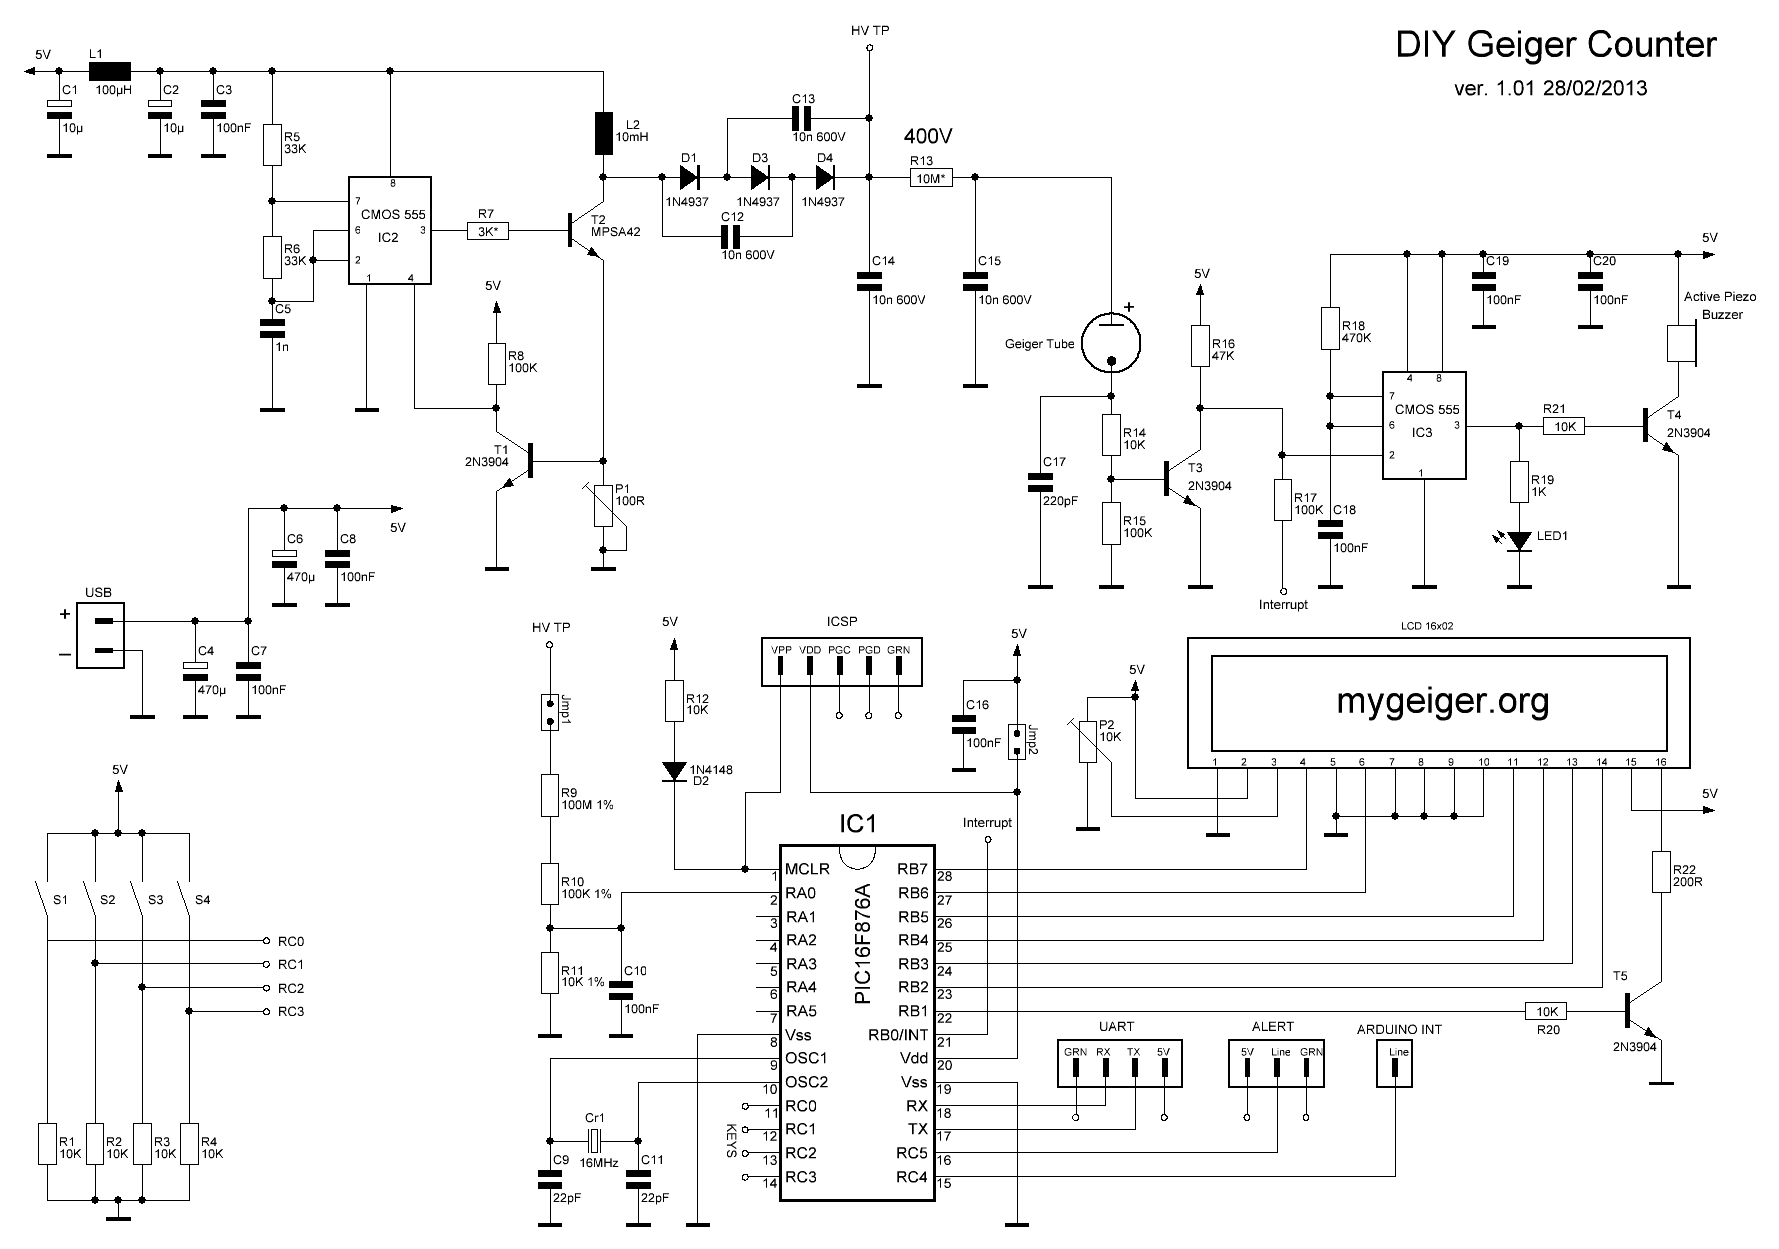 DIY Geiger Counter
ver. 1.01 28/02/2013
HV TP
5V
L1
100µH
C1
10µ
C2
10µ
C3
100nF
R5
33K
R6
33K
C5
1n
8
7
CMOS 555
6
IC2
3
2
1
4
R7
3K*
L2
10mH
T2
MPSA42
5V
R8
100K
T1
2N3904
P1
100R
D1
1N4937
D3
1N4937
D4
1N4937
C13
10n 600V
C12
10n 600V
400V
R13
10M*
C14
10n 600V
C15
10n 600V
Geiger Tube
+
C17
220pF
R14
10K
R15
100K
5V
R16
47K
T3
2N3904
R17
100K
Interrupt
R18
470K
C18
100nF
4
8
7
CMOS 555
6
IC3
3
2
1
C19
100nF
C20
100nF
5V
Active Piezo
Buzzer
R21
10K
T4
2N3904
R19
1K
LED1
5V
C6
470µ
C8
100nF
USB
+
–
C4
470µ
C7
100nF
5V
S1
S2
S3
S4
RC0
RC1
RC2
RC3
R1
10K
R2
10K
R3
10K
R4
10K
HV TP
Jmp1
R9
100M 1%
R10
100K 1%
R11
10K 1%
C10
100nF
5V
R12
10K
1N4148
D2
ICSP
VPP
VDD
PGC
PGD
GRN
5V
C16
100nF
Jmp2
5V
P2
10K
LCD 16x02
mygeiger.org
1 2 3 4 5 6 7 8 9 10 11 12 13 14 15 16
5V
R22
200R
T5
2N3904
10K
R20
Interrupt
IC1
PIC16F876A
MCLR
1
RA0
2
RA1
3
RA2
4
RA3
5
RA4
6
RA5
7
Vss
8
OSC1
9
OSC2
10
RC0
11
RC1
12
RC2
13
RC3
14
KEYS
RB7
28
RB6
27
RB5
26
RB4
25
RB3
24
RB2
23
RB1
22
RB0/INT
21
Vdd
20
Vss
19
RX
18
TX
17
RC5
16
RC4
15
Cr1
16MHz
C9
22pF
C11
22pF
UART
GRN
RX
TX
5V
ALERT
5V
Line
GRN
ARDUINO INT
Line